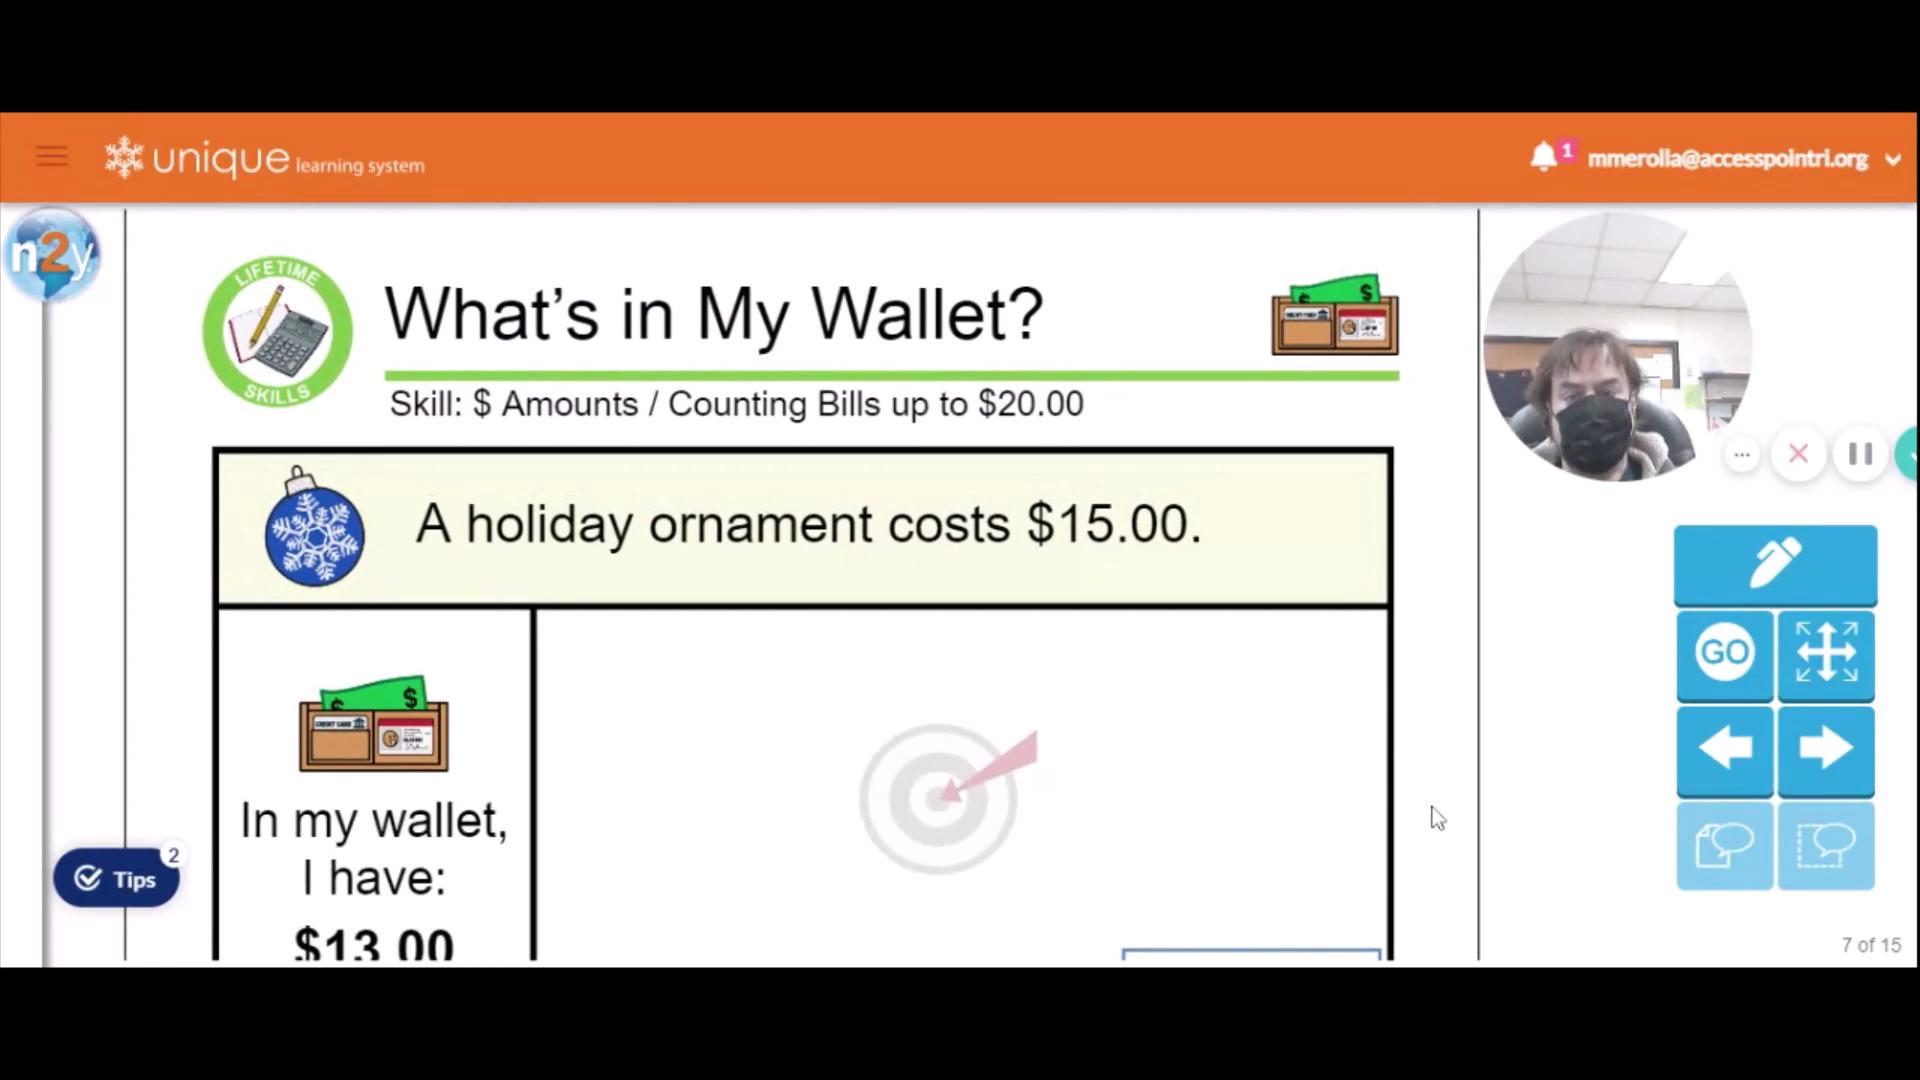 unique learning system
1
mmerolla@accesspointri.org
n2y
LIFETIME
SKILLS
What's in My Wallet?
Skill: $ Amounts / Counting Bills up to $20.00
A holiday ornament costs $15.00.
CREDIT CARD
In my wallet,
I have:
$13.00
2
Tips
GO
7 of 15